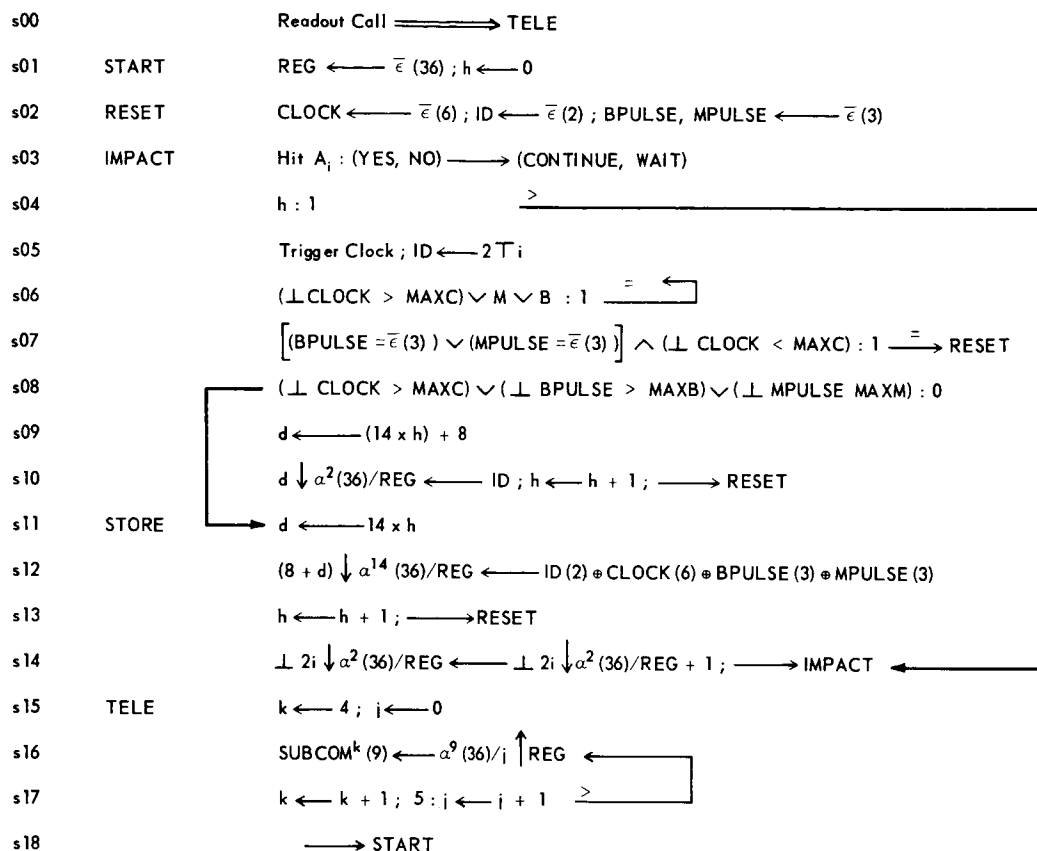 s00 Readout Call ⟹ TELE
s01 START REG ⟵ ε̅ (36) ; h ⟵ 0
s02 RESET CLOCK ⟵ ε̅ (6) ; ID ⟵ ε̅ (2) ; BPULSE, MPULSE ⟵ ε̅ (3)
s03 IMPACT Hit Aᵢ : (YES, NO) ⟶ (CONTINUE, WAIT)
s04 h : 1 >
s05 Trigger Clock ; ID ⟵ 2 ⊤ i
s06 (⊥CLOCK > MAXC) ∨ M ∨ B : 1 =
s07 [(BPULSE = ε̅ (3) ) ∨ (MPULSE = ε̅ (3) )] ∧ (⊥ CLOCK < MAXC) : 1 =⟶ RESET
s08 (⊥ CLOCK > MAXC) ∨ (⊥ BPULSE > MAXB) ∨ (⊥ MPULSE MAXM) : 0
s09 d ⟵ (14 x h) + 8
s10 d ↓ α² (36)/REG ⟵ ID ; h ⟵ h + 1 ; ⟶ RESET
s11 STORE d ⟵ 14 x h
s12 (8 + d) ↓ α¹⁴ (36)/REG ⟵ ID (2) ⊕ CLOCK (6) ⊕ BPULSE (3) ⊕ MPULSE (3)
s13 h ⟵ h + 1 ; ⟶ RESET
s14 ⊥ 2i ↓ α² (36)/REG ⟵ ⊥ 2i ↓ α² (36)/REG + 1 ; ⟶ IMPACT
s15 TELE k ⟵ 4 ; j ⟵ 0
s16 SUBCOMᵏ (9) ⟵ α⁹ (36)/j ↑ REG
s17 k ⟵ k + 1 ; 5 : j ⟵ j + 1 >
s18 ⟶ START